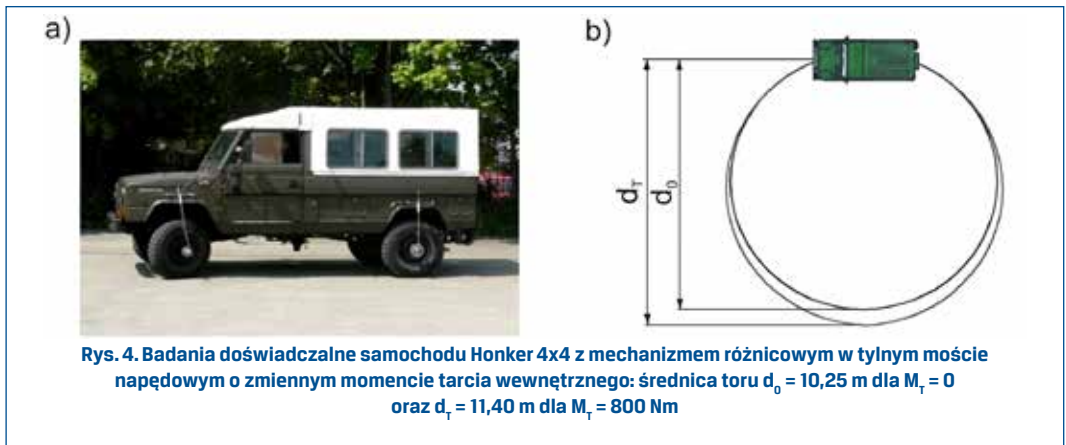 a)
b)
d_T
d_0
Rys. 4. Badania doświadczalne samochodu Honker 4x4 z mechanizmem różnicowym w tylnym moście
napędowym o zmiennym momencie tarcia wewnętrznego: średnica toru d_0 = 10,25 m dla M_T = 0
oraz d_T = 11,40 m dla M_T = 800 Nm